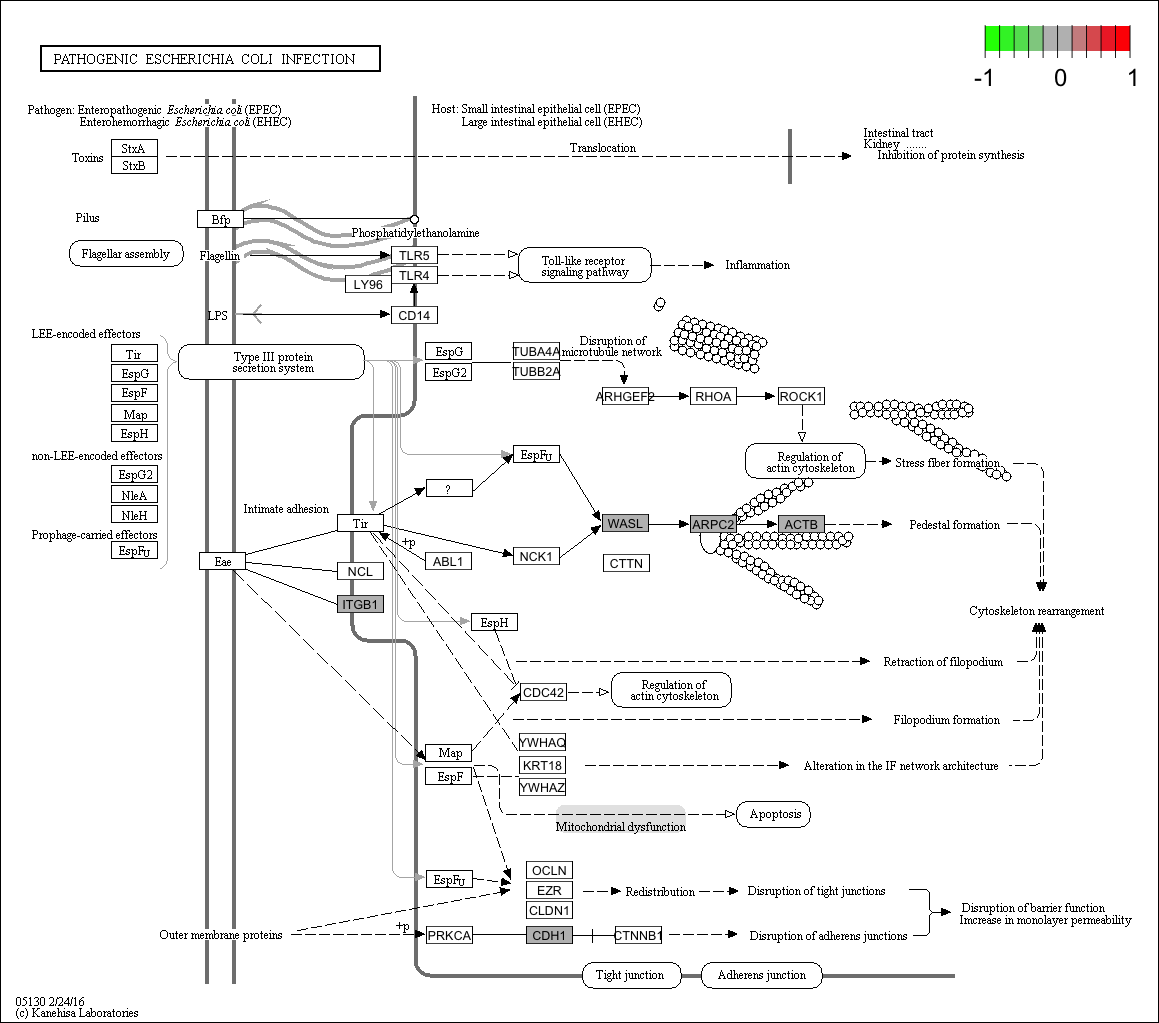 PATHOGENIC ESCHERICHIA COLI INFECTION
-1 0 1
Pathogen: Enteropathogenic Escherichia coli (EPEC)
Enterohemorrhagic Escherichia coli (EHEC)
Host: Small intestinal epithelial cell (EPEC)
Large intestinal epithelial cell (EHEC)
Toxins
StxA
StxB
Translocation
Intestinal tract
Kidney .......
Inhibition of protein synthesis
Pilus
Bfp
Phosphatidylethanolamine
Flagellar assembly
Flagellin
TLR5
TLR4
LY96
Toll-like receptor
signaling pathway
Inflammation
LPS
CD14
LEE-encoded effectors
Tir
EspG
EspF
Map
EspH
Type III protein
secretion system
EspG
EspG2
TUBA4A
TUBB2A
Disruption of
microtubule network
ARHGEF2
RHOA
ROCK1
non-LEE-encoded effectors
EspG2
NleA
NleH
Prophage-carried effectors
EspFU
EspFU
?
Regulation of
actin cytoskeleton
Stress fiber formation
Intimate adhesion
Tir
+p
ABL1
NCK1
WASL
CTTN
ARPC2
ACTB
Pedestal formation
Eae
NCL
ITGB1
EspH
Cytoskeleton rearrangement
Retraction of filopodium
CDC42
Regulation of
actin cytoskeleton
Filopodium formation
Map
EspF
YWHAQ
KRT18
YWHAZ
Alteration in the IF network architecture
Mitochondrial dysfunction
Apoptosis
EspFU
OCLN
EZR
CLDN1
Redistribution
Disruption of tight junctions
Disruption of barrier function
Increase in monolayer permeability
Outer membrane proteins
+p
PRKCA
CDH1
CTNNB1
Disruption of adherens junctions
Tight junction
Adherens junction
05130 2/24/16
(c) Kanehisa Laboratories